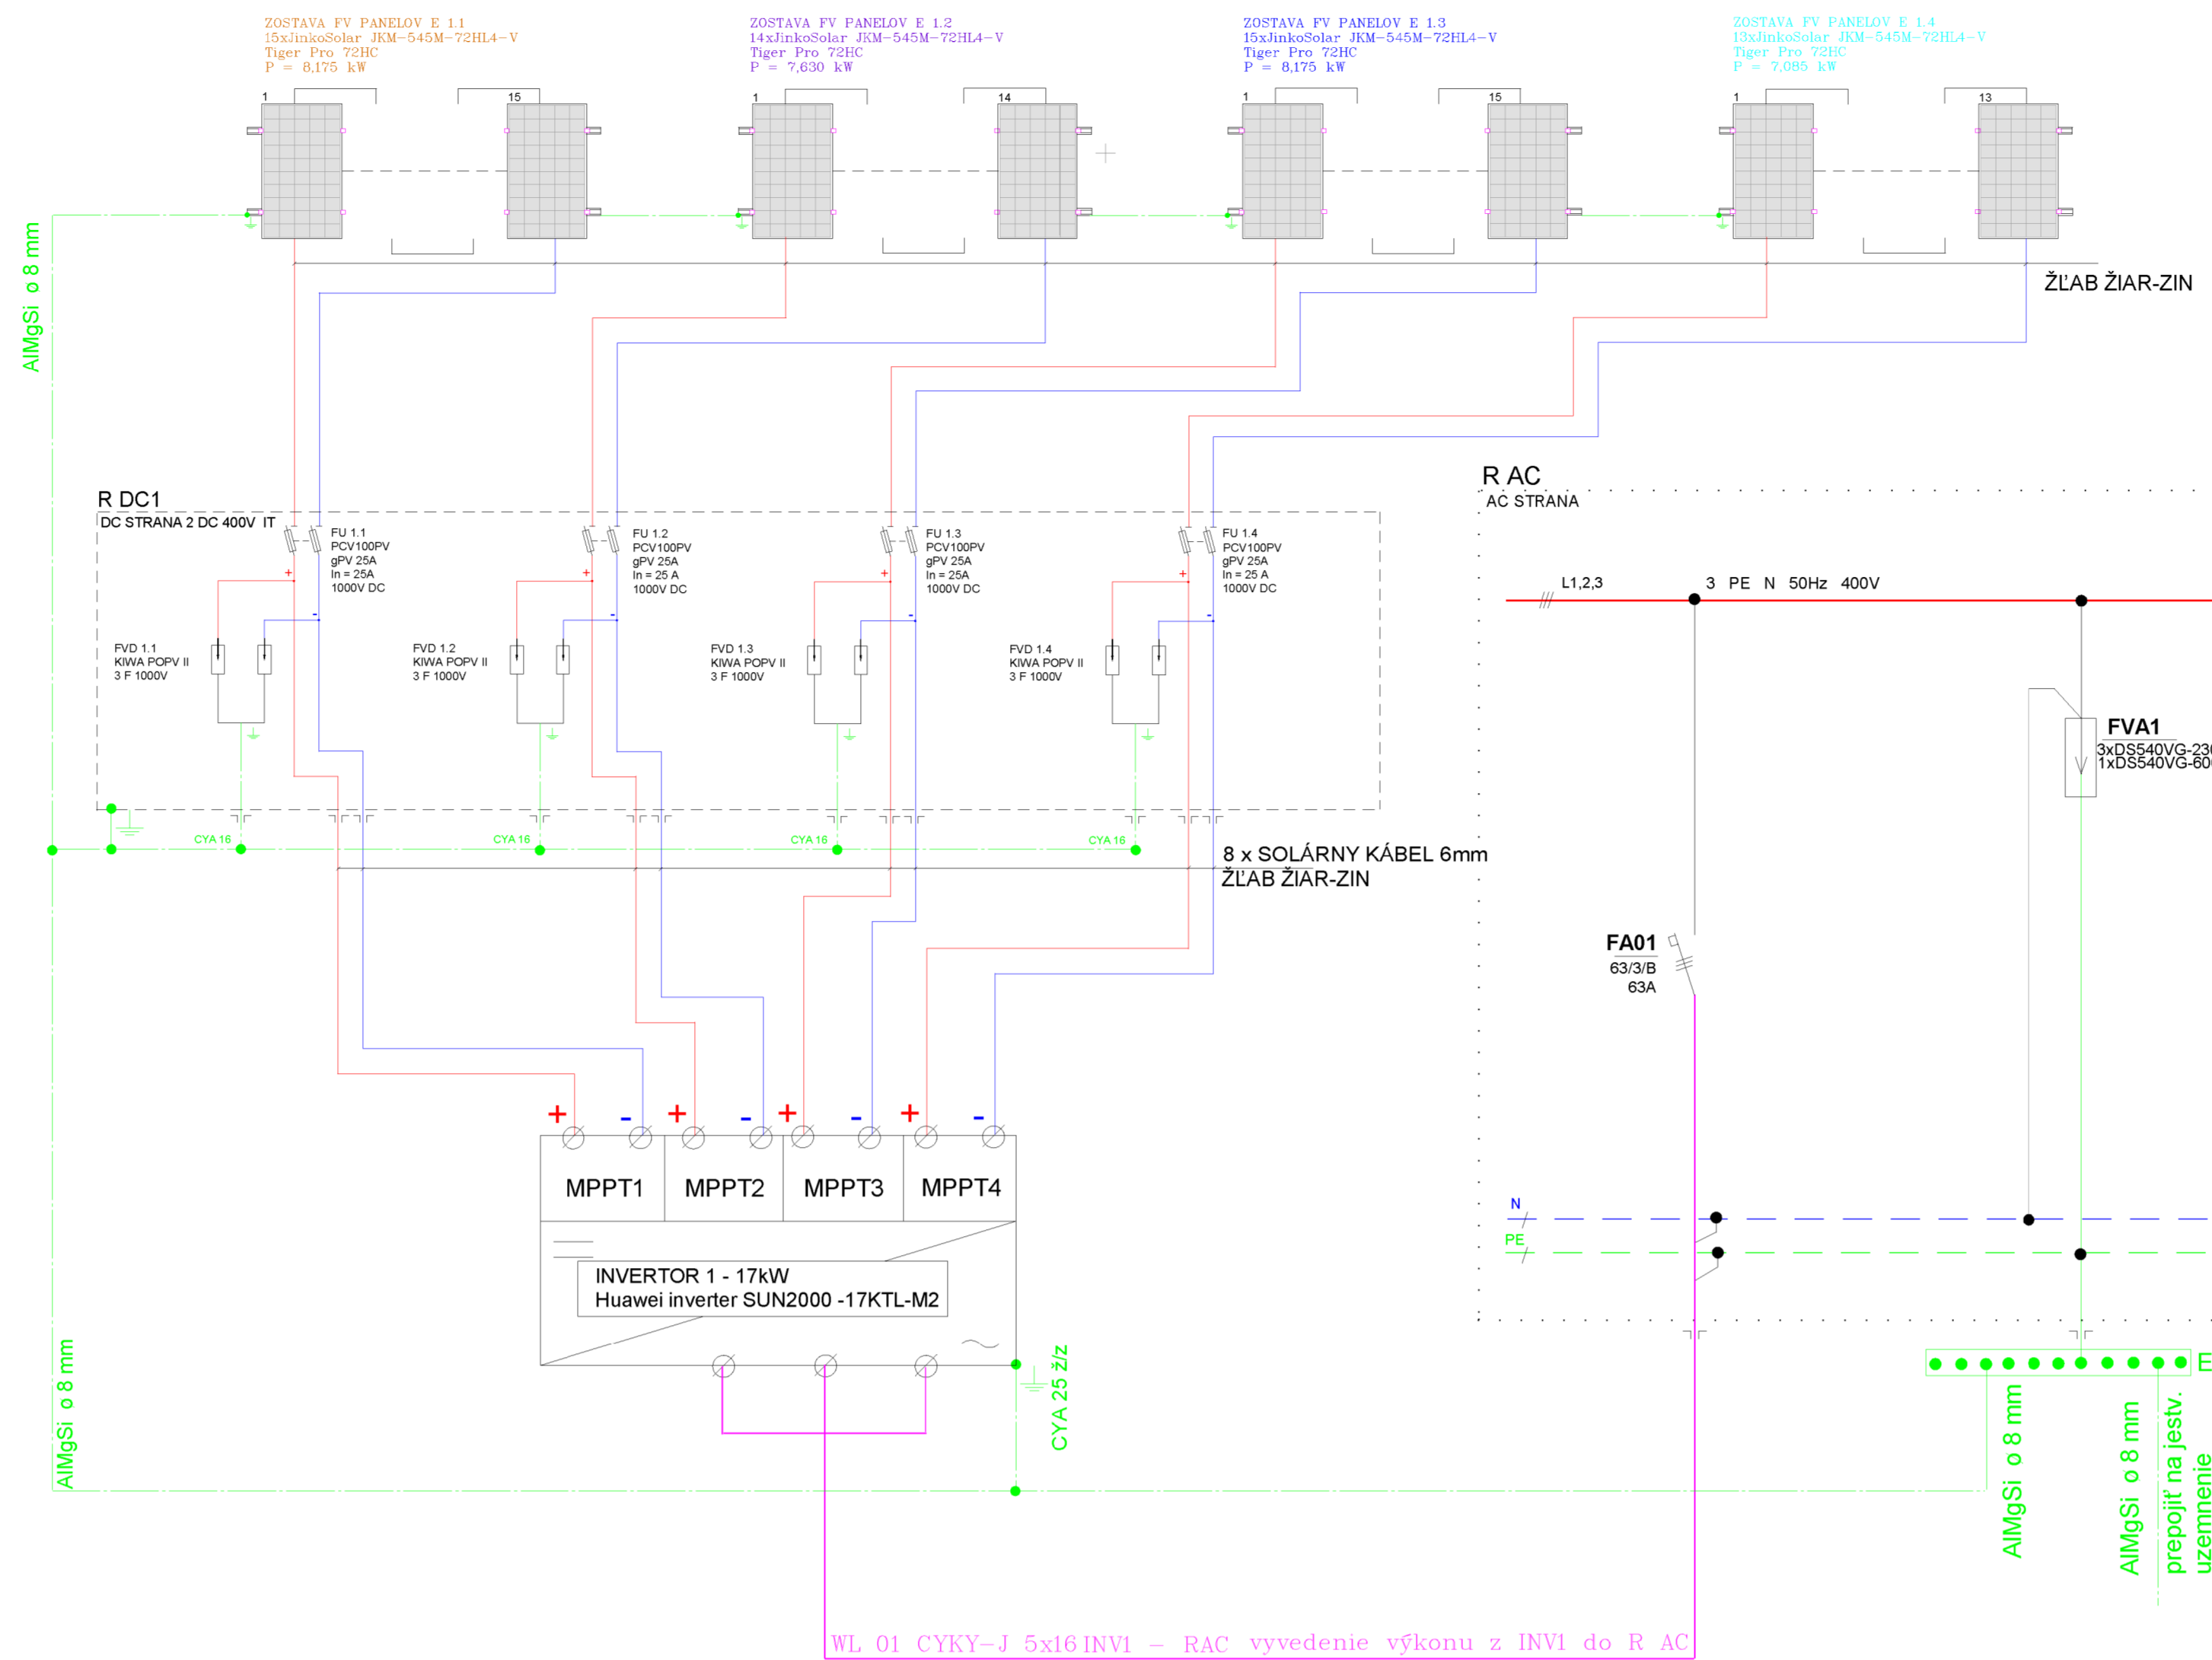 ZOSTAVA FV PANELOV E 1.1
15xJinkoSolar JKM-545M-72HL4-V
Tiger Pro 72HC
P = 8,175 kW
ZOSTAVA FV PANELOV E 1.2
14xJinkoSolar JKM-545M-72HL4-V
Tiger Pro 72HC
P = 7,630 kW
ZOSTAVA FV PANELOV E 1.3
15xJinkoSolar JKM-545M-72HL4-V
Tiger Pro 72HC
P = 8,175 kW
ZOSTAVA FV PANELOV E 1.4
13xJinkoSolar JKM-545M-72HL4-V
Tiger Pro 72HC
P = 7,085 kW
1
15
1
14
1
15
1
13
AlMgSi o 8 mm
ŽĽAB ŽIAR-ZIN
R DC1
DC STRANA 2 DC 400V IT
FU 1.1
PCV100PV
gPV 25A
In = 25A
1000V DC
FU 1.2
PCV100PV
gPV 25A
In = 25 A
1000V DC
FU 1.3
PCV100PV
gPV 25A
In = 25A
1000V DC
FU 1.4
PCV100PV
gPV 25A
In = 25 A
1000V DC
+
-
+
-
+
-
+
-
FVD 1.1
KIWA POPV II
3 F 1000V
FVD 1.2
KIWA POPV II
3 F 1000V
FVD 1.3
KIWA POPV II
3 F 1000V
FVD 1.4
KIWA POPV II
3 F 1000V
CYA 16
CYA 16
CYA 16
CYA 16
8 x SOLÁRNY KÁBEL 6mm
ŽĽAB ŽIAR-ZIN
R AC
AC STRANA
L1,2,3
3 PE N 50Hz 400V
FVA1
3xDS540VG-230
1xDS540VG-600
FA01
63/3/B
63A
N
PE
+ - + - + - + -
MPPT1
MPPT2
MPPT3
MPPT4
INVERTOR 1 - 17kW
Huawei inverter SUN2000 -17KTL-M2
CYA 25 ž/z
AlMgSi o 8 mm
E
AlMgSi o 8 mm
AlMgSi o 8 mm
prepojiť na jestv.
uzemnenie
WL 01 CYKY-J 5x16 INV1 - RAC vyvedenie výkonu z INV1 do R AC